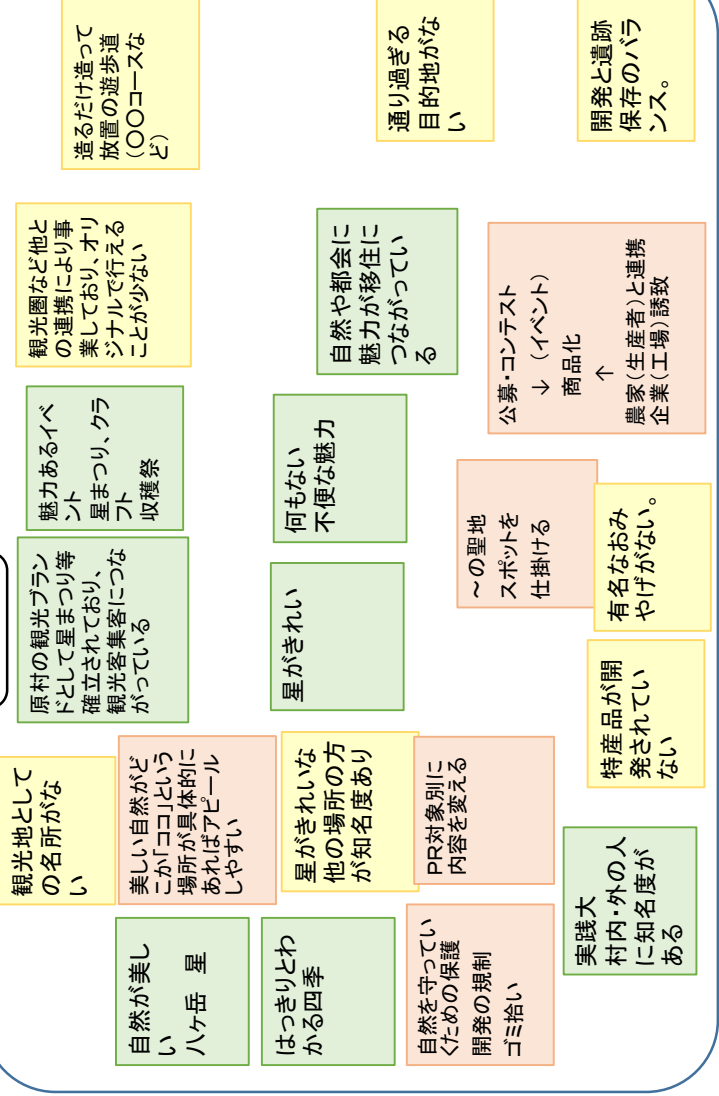 自然が美し
い
八ヶ岳　星
はっきりとわ
かる四季
自然を守ってい
くための保護
開発の規制
ゴミ拾い
実践大
村内・外の人
に知名度が
ある
観光地として
の名所がな
い
美しい自然がど
こか「ココ」という
場所が具体的に
あればアピール
しやすい
星がきれいな
他の場所の方
が知名度あり
PR対象別に
内容を変える
特産品が開
発されてい
ない
原村の観光ブラン
ドとして星まつり等
確立されており、
観光客集客につな
がっている
星がきれい
～の聖地
スポットを
仕掛ける
有名なおみ
やげがない。
魅力あるイベ
ント
星まつり、クラ
フト
収穫祭
何もない
不便な魅力
観光圏など他と
の連携により事
業しており、オリ
ジナルで行える
ことが少ない
自然や都会に
魅力が移住に
つながってい
る
公募・コンテスト
↓（イベント）
商品化
↑
農家（生産者）と連携
企業（工場）誘致
造るだけ造って
放置の遊歩道
（〇〇コースな
ど）
通り過ぎる
目的地がな
い
開発と遺跡
保存のバラ
ンス。